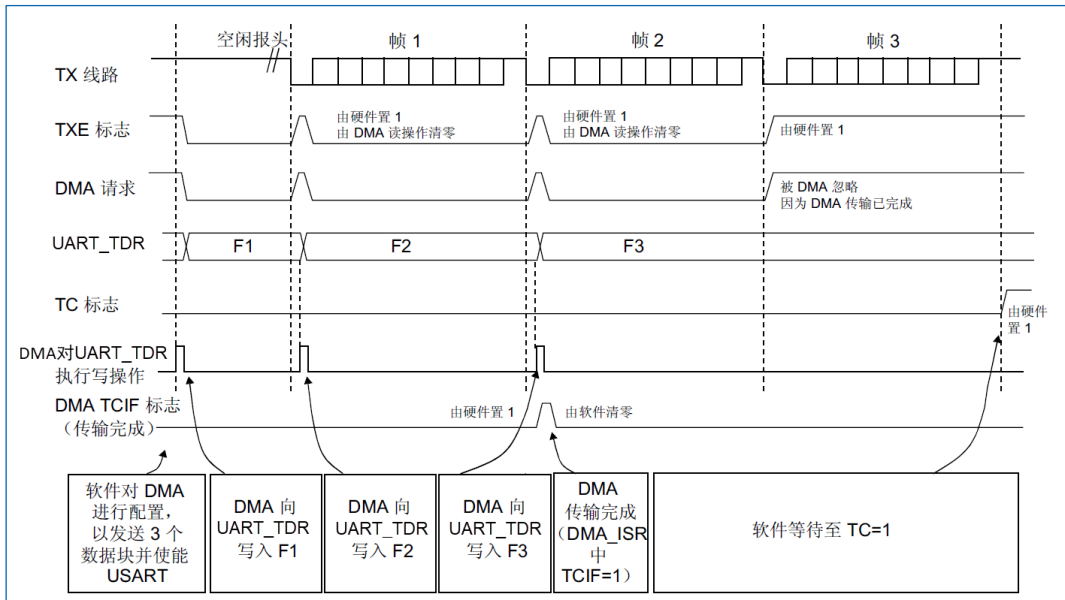 空闲报头
帧 1
帧 2
帧 3
TX 线路
TXE 标志
由硬件置 1
由 DMA 读操作清零
由硬件置 1
由 DMA 读操作清零
由硬件置 1
DMA 请求
被 DMA 忽略
因为 DMA 传输已完成
UART_TDR
F1
F2
F3
TC 标志
由硬件
置 1
DMA对UART_TDR
执行写操作
DMA TCIF 标志
（传输完成）
由硬件置 1
由软件清零
软件对 DMA
进行配置，
以发送 3 个
数据块并使能
USART
DMA 向
UART_TDR
写入 F1
DMA 向
UART_TDR
写入 F2
DMA 向
UART_TDR
写入 F3
DMA
传输完成
（DMA_ISR
中
TCIF=1）
软件等待至 TC=1